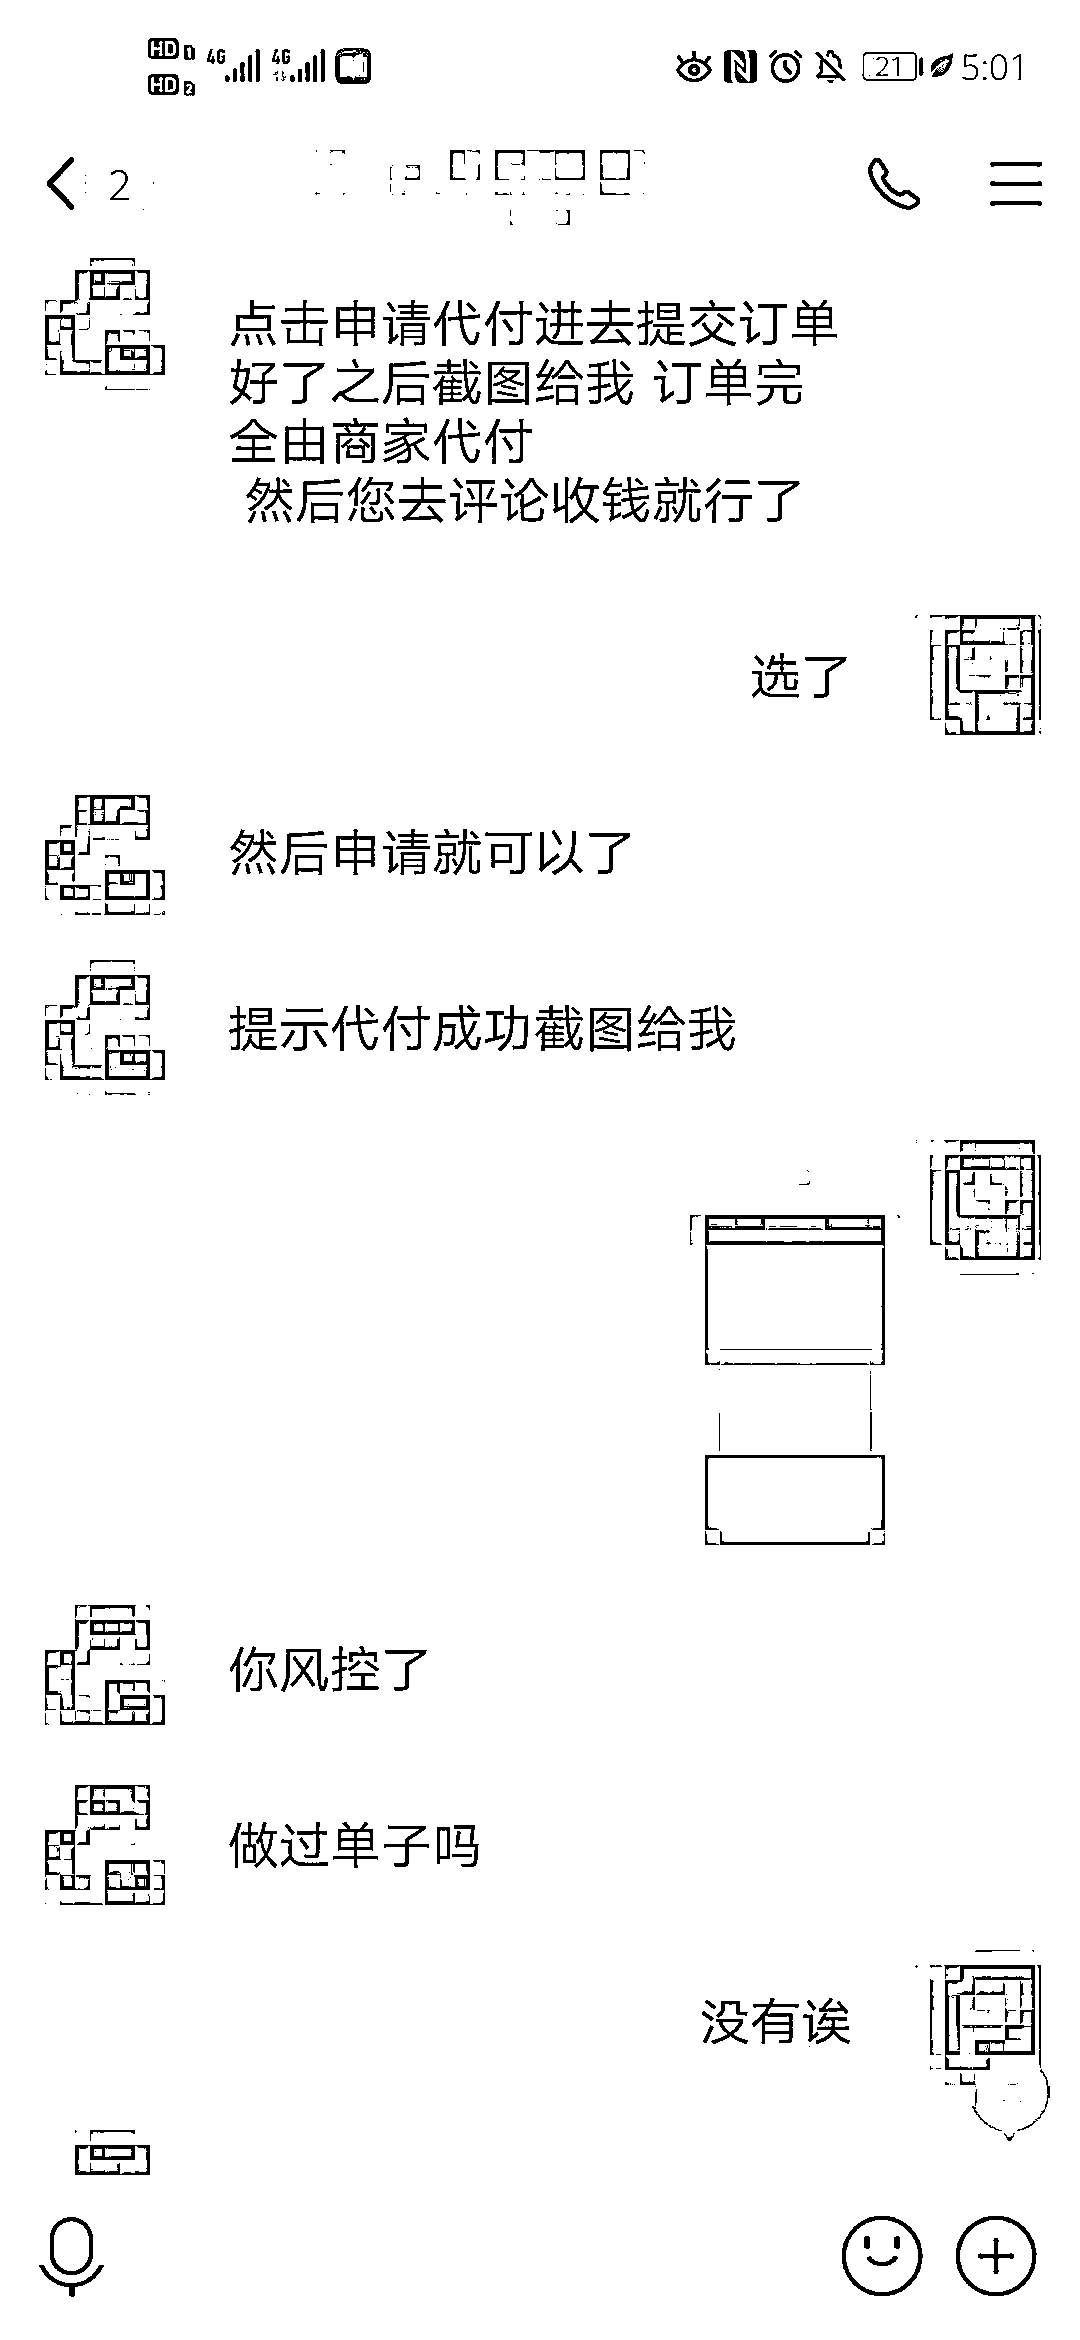 HD 1 4G 4G
HD 2
21 5:01
2
点击申请代付进去提交订单
好了之后截图给我 订单完
全由商家代付
然后您去评论收钱就行了
选了
然后申请就可以了
提示代付成功截图给我
你风控了
做过单子吗
没有诶